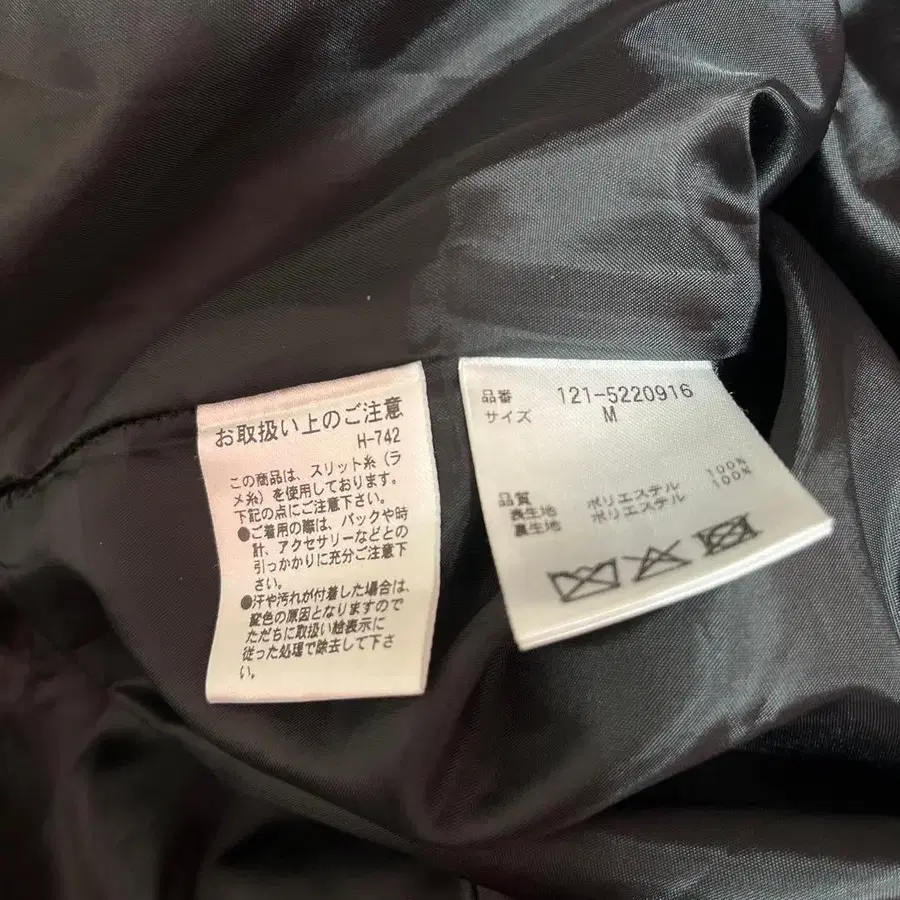 お取扱い上のご注意
H-742
この商品は、スリット糸(ラ
メ糸)を使用しております。
下記の点にご注意下さい。
●ご着用の際は、バックや時
計、アクセサリーなどとの
引っかかりに充分ご注意下
さい。
●汗や汚れが付着した場合は、
変色の原因となりますので
ただちに取扱い絵表示に
従った処理で除去して下さ
い。
品番 121-5220916
サイズ M
品質
表生地 ポリエステル 100%
裏生地 ポリエステル 100%